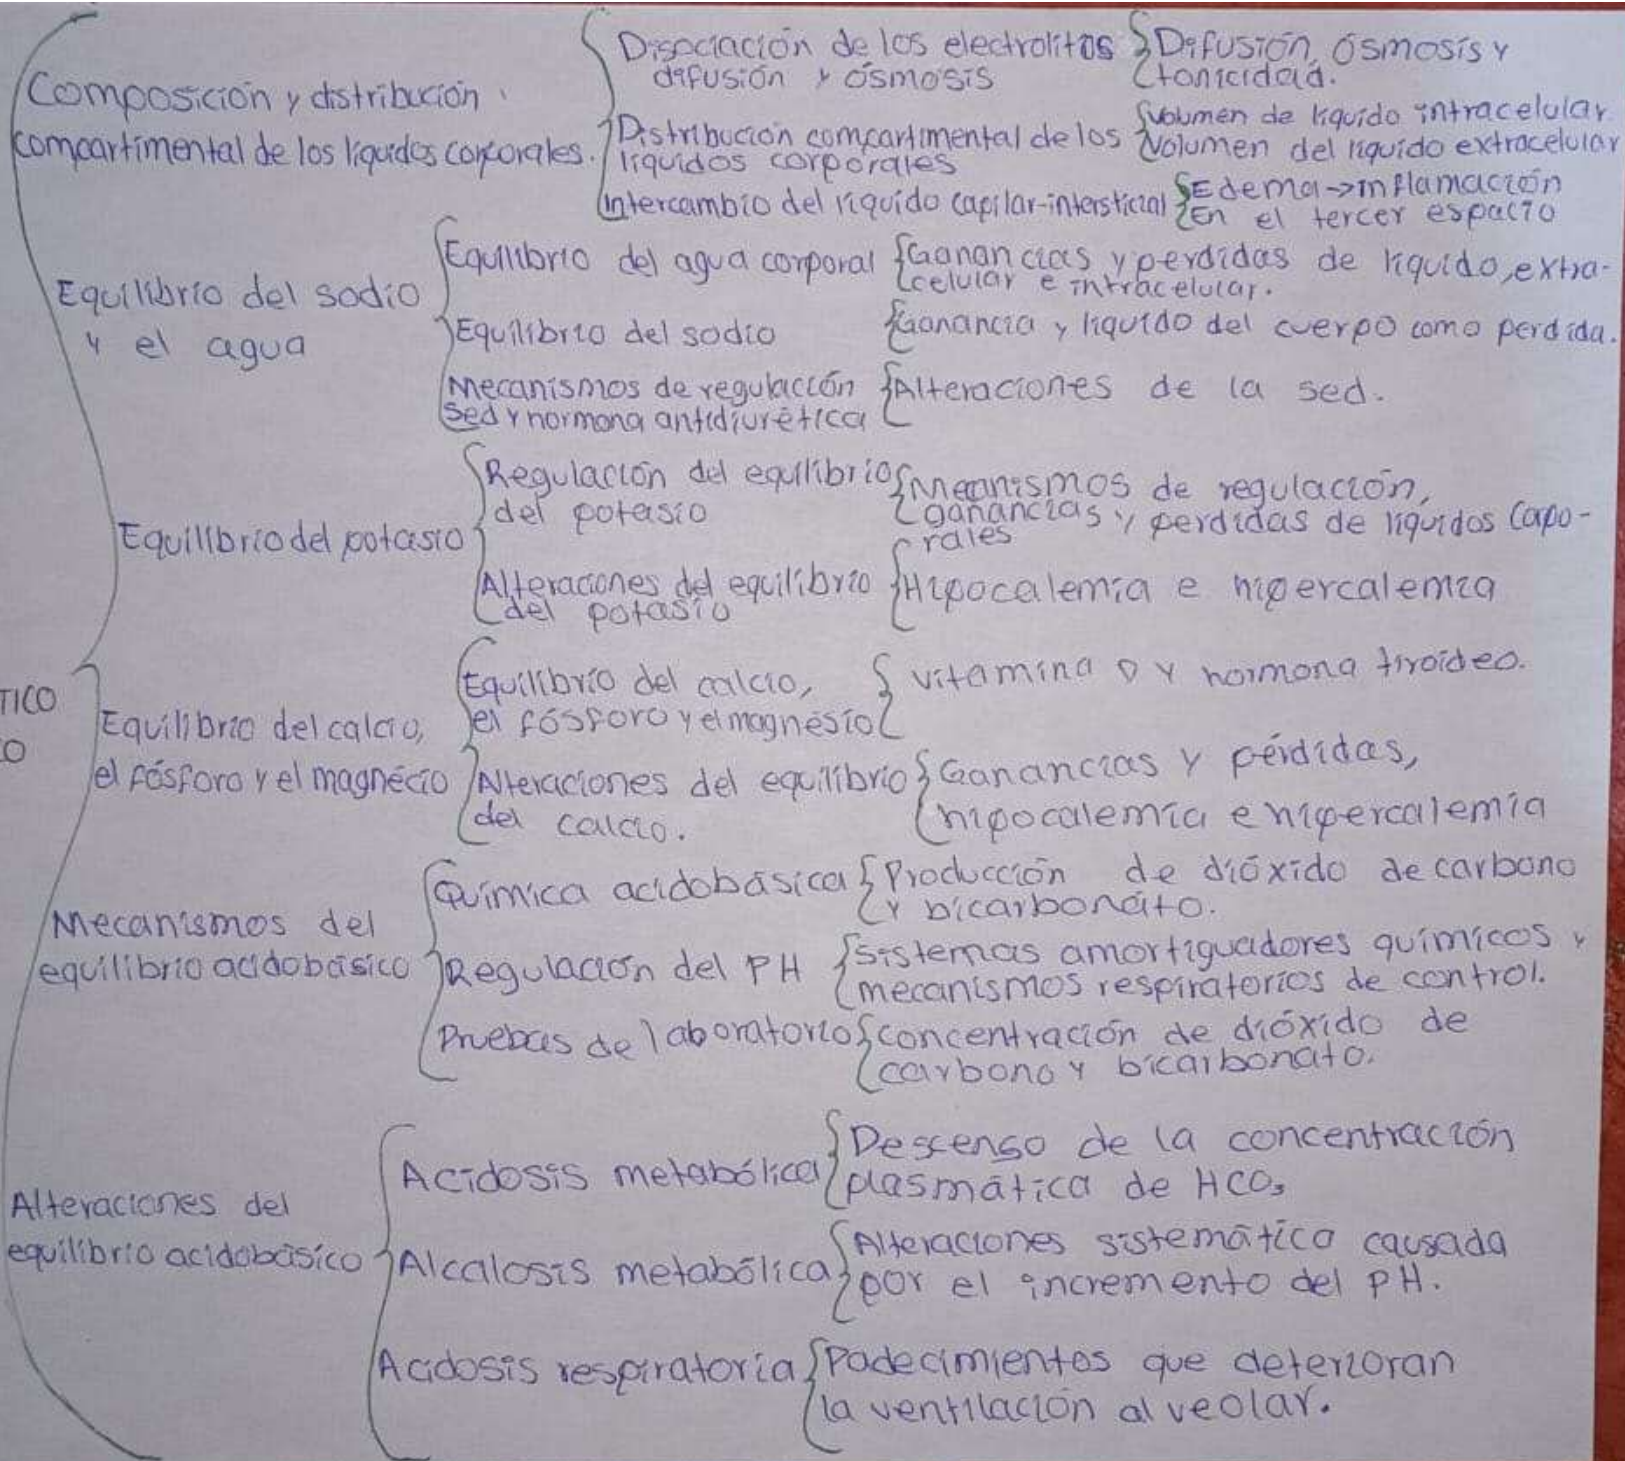 Composición y distribución
compartimental de los líquidos corporales.
Disociación de los electrolitos
difusión y ósmosis
Difusión, ósmosis y
tonicidad.
Distribución compartimental de los
líquidos corporales
Volumen de líquido intracelular
Volumen del líquido extracelular
Intercambio del líquido capilar-intersticial
Edema->inflamación
En el tercer espacio
Equilibrio del sodio
y el agua
Equilibrio del agua corporal
Ganancias y perdidas de líquido, extra-
celular e intracelular.
Equilibrio del sodio
Ganancia y líquido del cuerpo como perdida.
Mecanismos de regulación
sed y hormona antidiurética
Alteraciones de la sed.
Equilibrio del potasio
Regulación del equilibrio
del potasio
Mecanismos de regulación,
ganancias y perdidas de líquidos Capo-
rales
Alteraciones del equilibrio
del potasio
Hipocalemia e hipercalemia
TICO
O
Equilibrio del calcio,
el fósforo y el magnecio
Equilibrio del calcio,
el fósforo y el magnésio
vitamina D y hormona tiroideo.
Alteraciones del equilibrio
del calcio.
Ganancias y pérdidas,
hipocalemia e hipercalemia
Mecanismos del
equilibrio acidobásico
Química acidobásica
Producción de dióxido de carbono
y bicarbonato.
Regulación del PH
Sistemas amortiguadores químicos y
mecanismos respiratorios de control.
Pruebas de laboratorio
concentración de dióxido de
carbono y bicarbonato.
Alteraciones del
equilibrio acidobásico
Acidosis metabólica
Descenso de la concentración
plasmática de HCO₃
Alcalosis metabólica
Alteraciones sistemático causada
por el incremento del PH.
Acidosis respiratoria
Padecimientos que deterioran
la ventilación alveolar.